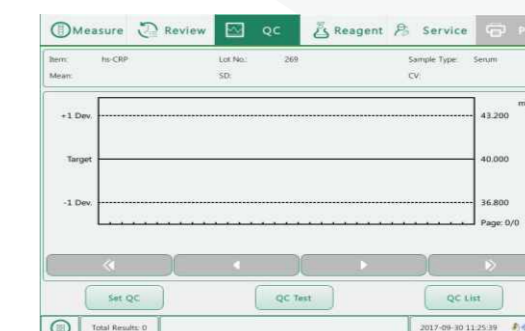 Measure Review QC Reagent Service P
Item: hs-CRP Lot No.: 269 Sample Type: Serum
Mean: SD: CV:
m
+1 Dev. 43.200
Target 40.000
-1 Dev. 36.800
Page: 0/0
Set QC QC Test QC List
Total Results: 0 2017-09-30 11:25:39